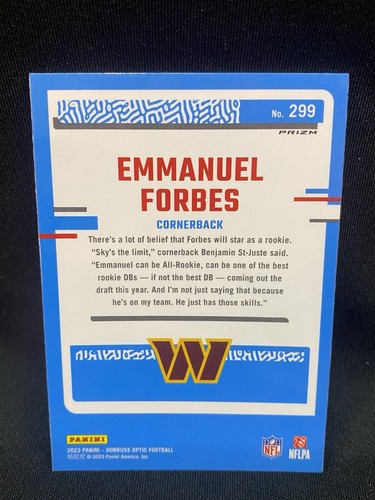 No. 299
PRIZM
EMMANUEL
FORBES
CORNERBACK
There's a lot of belief that Forbes will star as a rookie.
"Sky's the limit," cornerback Benjamin St-Juste said.
"Emmanuel can be All-Rookie, can be one of the best
rookie DBs — if not the best DB — coming out the
draft this year. And I'm not just saying that because
he's on my team. He just has those skills."
W
PANINI
2023 PANINI - DONRUSS OPTIC FOOTBALL
© 2023 Panini America, Inc.
NFL
NFLPA